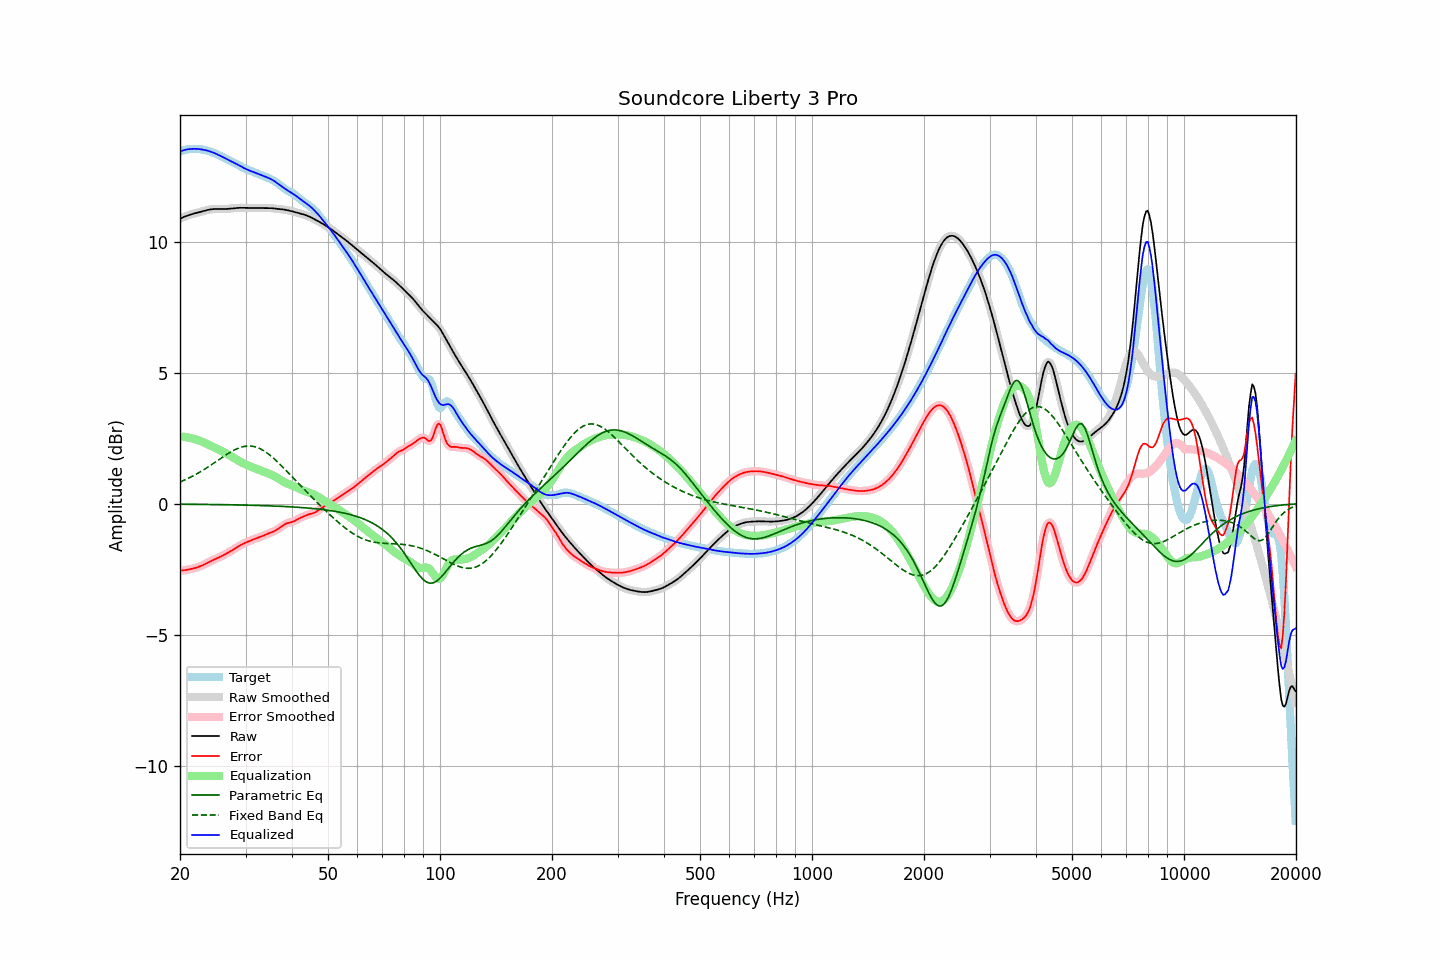 Soundcore Liberty 3 Pro
Amplitude (dBr)
10
5
0
−5
−10
Target
Raw Smoothed
Error Smoothed
Raw
Error
Equalization
Parametric Eq
Fixed Band Eq
Equalized
20 50 100 200 500 1000 2000 5000 10000 20000
Frequency (Hz)